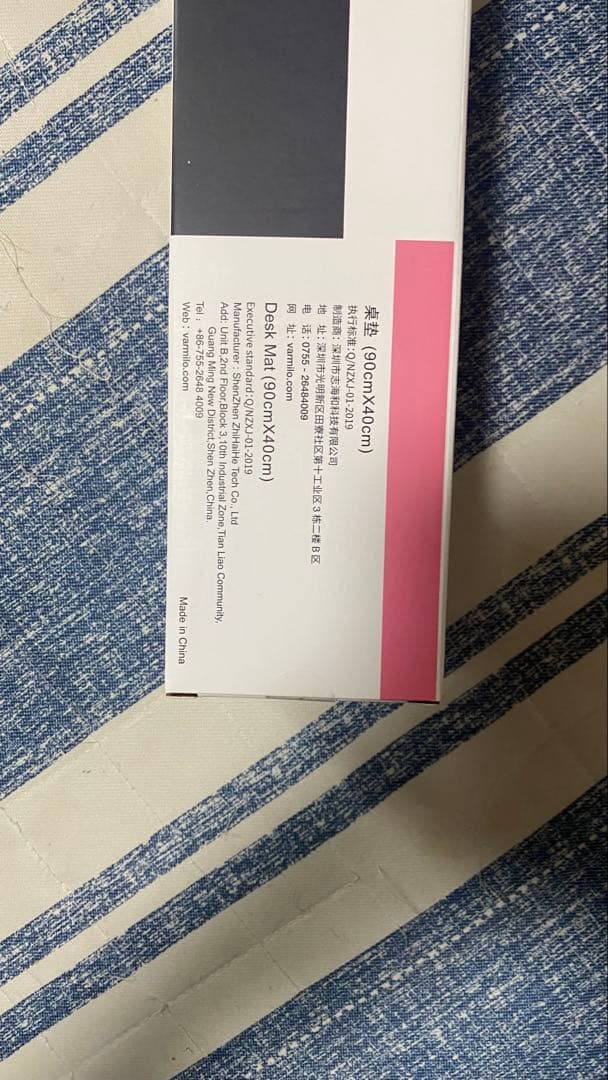 桌垫 (90cmX40cm)
执行标准:Q/NZXJ-01-2019
制造商：深圳市志海和科技有限公司
地  址：深圳市光明新区田寮社区第十工业区 3 栋二楼 B 区
电  话：0755 - 26484009
网  址：varmilo.com
Desk Mat (90cmX40cm)
Executive standard:Q/NZXJ-01-2019
Manufacturer : ShenZhen ZhiHaiHe Tech Co., Ltd
Add: Unit B,2nd Floor,Block 3,10th Industrial Zone,Tian Liao Community,
Guang Ming New District,Shen Zhen,China.
Tel : +86-755-2648 4009
Web : varmilo.com
Made in China